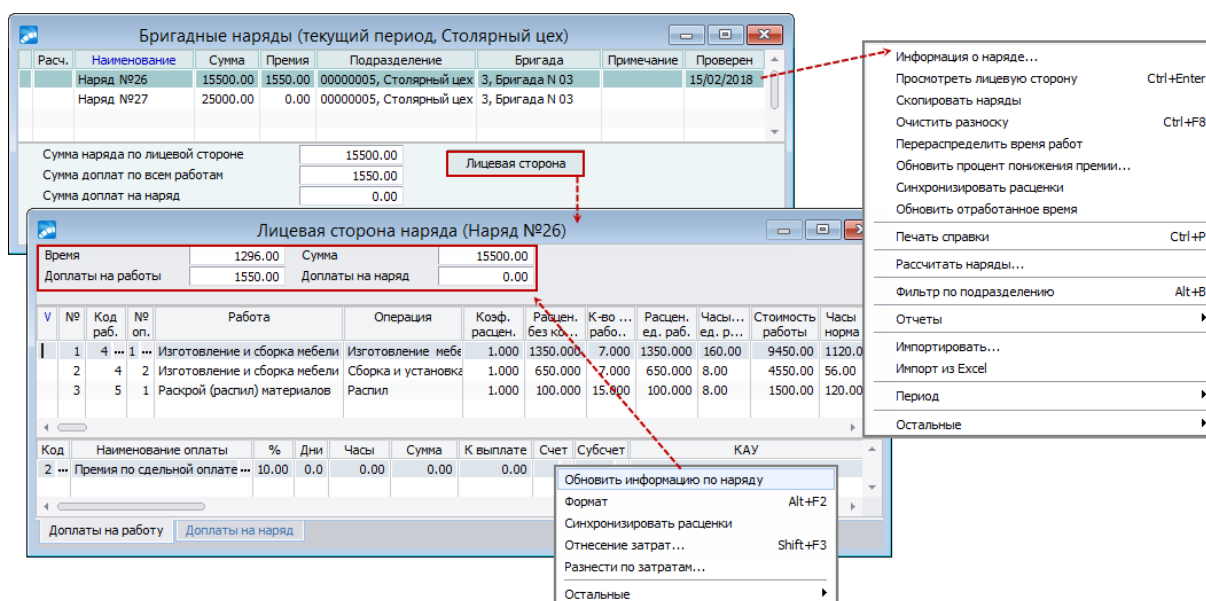 Бригадные наряды (текущий период, Столярный цех)
Расч. Наименование Сумма Премия Подразделение Бригада Примечание Проверен
Наряд №26 15500.00 1550.00 00000005, Столярный цех 3, Бригада N 03 15/02/2018
Наряд №27 25000.00 0.00 00000005, Столярный цех 3, Бригада N 03
Сумма наряда по лицевой стороне 15500.00
Сумма доплат по всем работам 1550.00
Сумма доплат на наряд 0.00
Лицевая сторона
Информация о наряде...
Просмотреть лицевую сторону Ctrl+Enter
Скопировать наряды
Очистить разноску Ctrl+F8
Перераспределить время работ
Обновить процент понижения премии...
Синхронизировать расценки
Обновить отработанное время
Печать справки Ctrl+P
Рассчитать наряды...
Фильтр по подразделению Alt+B
Отчеты
Импортировать...
Импорт из Excel
Период
Остальные
Лицевая сторона наряда (Наряд №26)
Время 1296.00 Сумма 15500.00
Доплаты на работы 1550.00 Доплаты на наряд 0.00
V № Код раб. № оп. Работа Операция Коэф. расцен. Расцен. без ко... К-во ... рабо.. Расцен. ед. раб. Часы... ед. р... Стоимость работы Часы норма
1 4 ... 1 ... Изготовление и сборка мебели Изготовление мебе 1.000 1350.000 7.000 1350.000 160.00 9450.00 1120.0
2 4 2 Изготовление и сборка мебели Сборка и установка 1.000 650.000 7.000 650.000 8.00 4550.00 56.00
3 5 1 Раскрой (распил) материалов Распил 1.000 100.000 15.000 100.000 8.00 1500.00 120.00
Код Наименование оплаты % Дни Часы Сумма К выплате Счет Субсчет КАУ
2 ... Премия по сдельной оплате ... 10.00 0.0 0.00 0.00 0.00
Доплаты на работу Доплаты на наряд
Обновить информацию по наряду
Формат Alt+F2
Синхронизировать расценки
Отнесение затрат... Shift+F3
Разнести по затратам...
Остальные